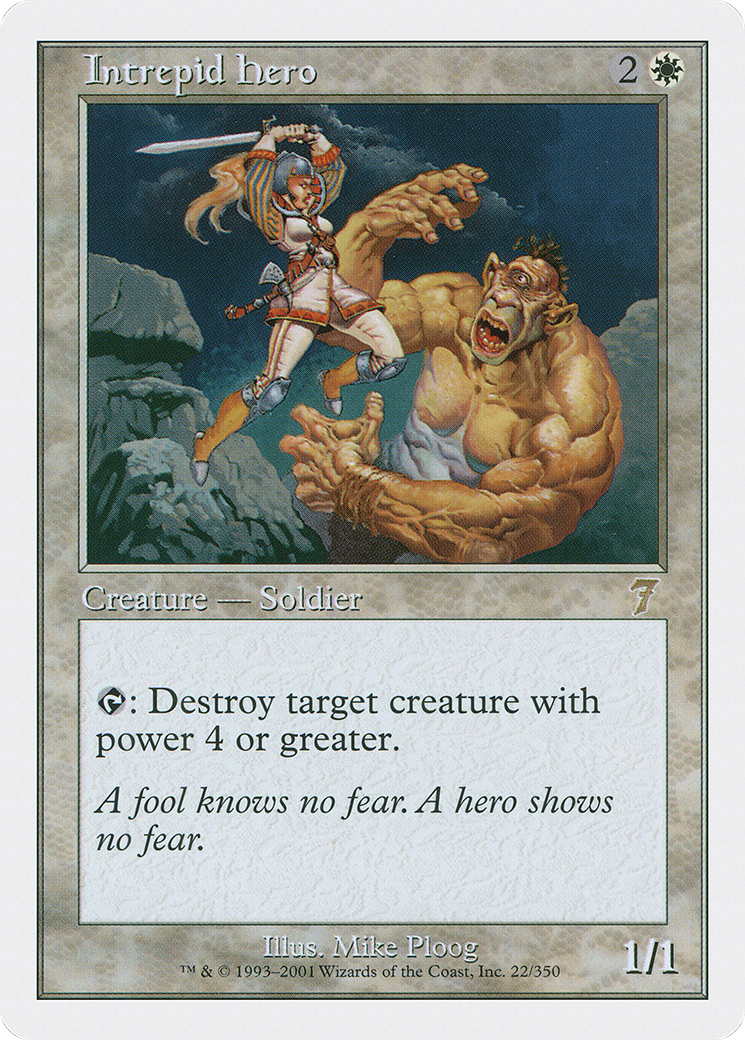 Intrepid Hero 2
Creature — Soldier 7
: Destroy target creature with
power 4 or greater.
A fool knows no fear. A hero shows
no fear.
Illus. Mike Ploog
™ & © 1993–2001 Wizards of the Coast, Inc. 22/350
1/1